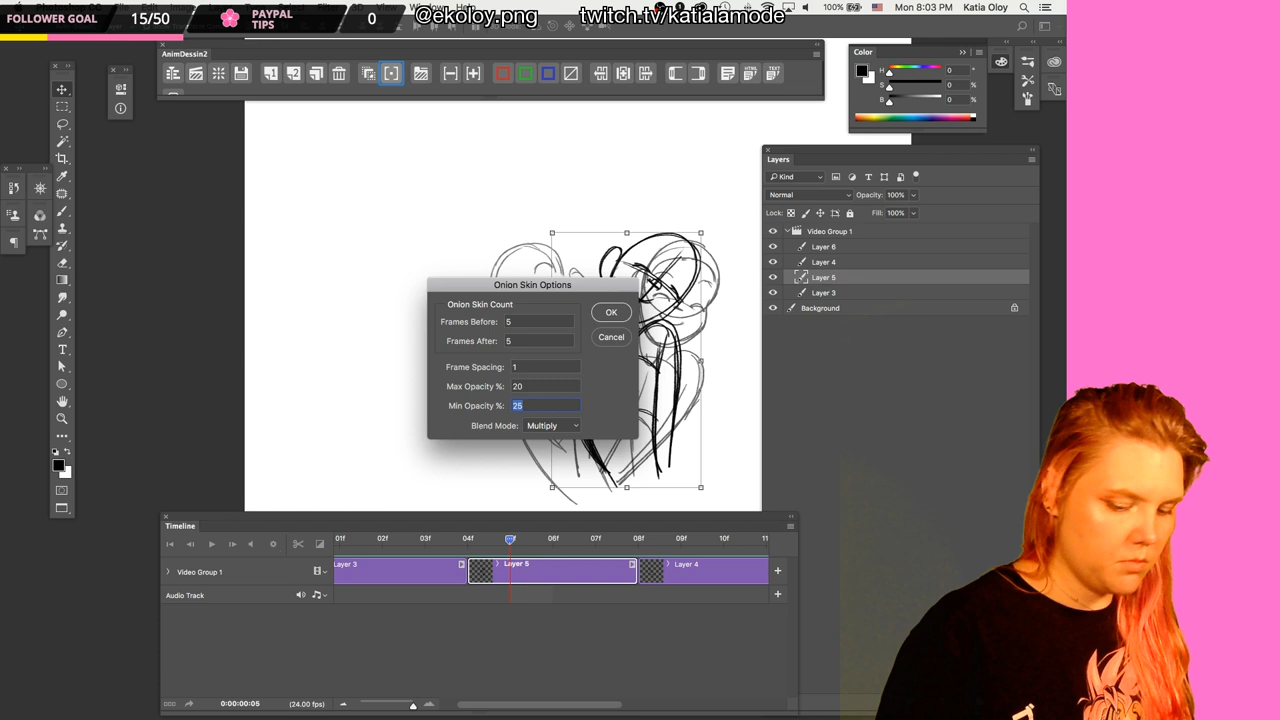 FOLLOWER GOAL 15/50 PAYPAL TIPS 0 @ekoloy.png twitch.tv/katialamode
100% Mon 8:03 PM Katia Oloy
AnimDessin2
Color
H 0 °
S 0 %
B 0 %
Layers
Kind
Normal Opacity: 100%
Lock: Fill: 100%
Video Group 1
Layer 6
Layer 4
Layer 5
Layer 3
Background
Onion Skin Options
Onion Skin Count
Frames Before: 5
Frames After: 5
Frame Spacing: 1
Max Opacity %: 20
Min Opacity %: 25
Blend Mode: Multiply
OK
Cancel
Timeline
01f 02f 03f 04f 05f 06f 07f 08f 09f 10f 11
Video Group 1 Layer 3 Layer 5 Layer 4
Audio Track
0:00:00:05 (24.00 fps)